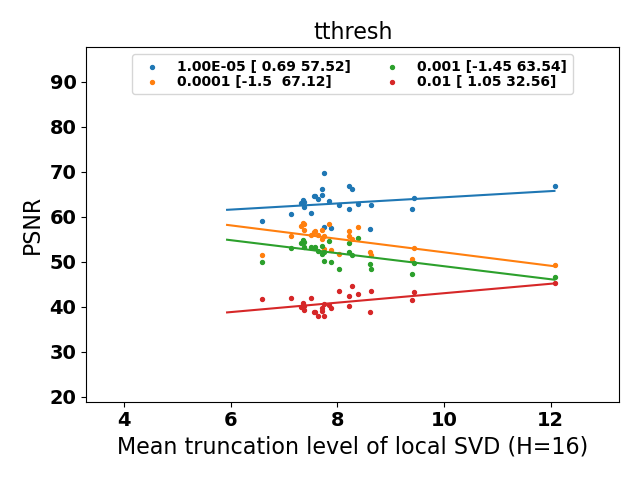 tthresh
1.00E-05 [ 0.69 57.52]
0.0001 [-1.5  67.12]
0.001 [-1.45 63.54]
0.01 [ 1.05 32.56]
PSNR
90
80
70
60
50
40
30
20
4 6 8 10 12
Mean truncation level of local SVD (H=16)